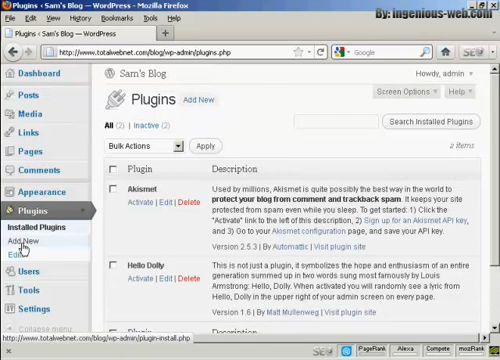 Plugins ‹ Sam's Blog — WordPress - Mozilla Firefox
By: ingenious-web.com
File Edit View History Bookmarks Tools Help
Plugins ‹ Sam's Blog — WordPress
http://www.totalwebnet.com/blog/wp-admin/plugins.php
Google
Dashboard
Posts
Media
Links
Pages
Comments
Appearance
Plugins
Installed Plugins
Add New
Users
Tools
Settings
Collapse menu
Sam's Blog
Howdy, admin
Screen Options
Help
Plugins Add New
All (2) | Inactive (2)
Search Installed Plugins
Bulk Actions
Apply
2 items
Plugin Description
Akismet
Activate | Edit | Delete
Used by millions, Akismet is quite possibly the best way in the world to
protect your blog from comment and trackback spam. It keeps your site
protected from spam even while you sleep. To get started: 1) Click the
"Activate" link to the left of this description, 2) Sign up for an Akismet API key,
and 3) Go to your Akismet configuration page, and save your API key.
Version 2.5.3 | By Automattic | Visit plugin site
Hello Dolly
Activate | Edit | Delete
This is not just a plugin, it symbolizes the hope and enthusiasm of an entire
generation summed up in two words sung most famously by Louis
Armstrong: Hello, Dolly. When activated you will randomly see a lyric from
Hello, Dolly in the upper right of your admin screen on every page.
Version 1.6 | By Matt Mullenweg | Visit plugin site
Plugin Description
www.totalwebnet.com/blog/wp-admin/plugin-install.php
PageRank
Alexa
Compete
mozRank